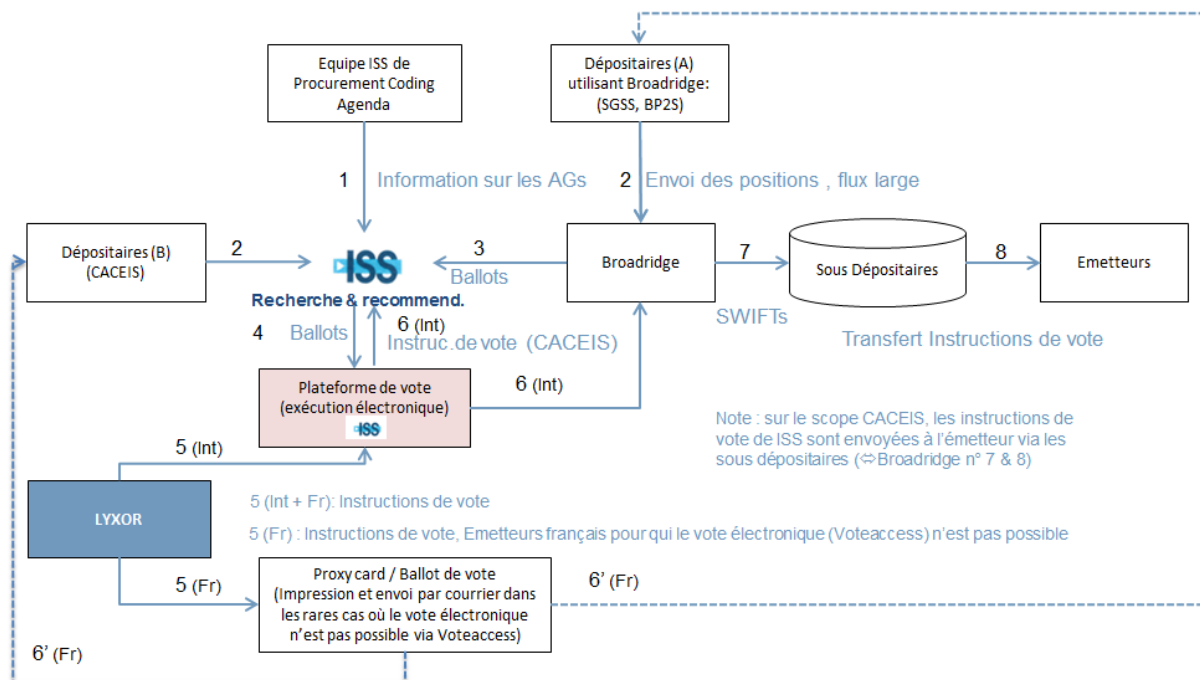 Equipe ISS de
Procurement Coding
Agenda
Dépositaires (A)
utilisant Broadridge:
(SGSS, BP2S)
1 Information sur les AGs
2 Envoi des positions , flux large
Dépositaires (B)
(CACEIS)
2
ISS
Recherche & recommend.
3
Ballots
Broadridge
7
SWIFTs
Sous Dépositaires
8
Emetteurs
Transfert Instructions de vote
4 Ballots
6 (Int)
Instruc.de vote (CACEIS)
Plateforme de vote
(exécution électronique)
ISS
6 (Int)
Note : sur le scope CACEIS, les instructions de
vote de ISS sont envoyées à l'émetteur via les
sous dépositaires (⇔Broadridge n° 7 & 8)
5 (Int)
LYXOR
5 (Int + Fr): Instructions de vote
5 (Fr) : Instructions de vote, Emetteurs français pour qui le vote électronique (Voteaccess) n'est pas possible
5 (Fr)
Proxy card / Ballot de vote
(Impression et envoi par courrier dans
les rares cas où le vote électronique
n'est pas possible via Voteaccess)
6' (Fr)
6' (Fr)